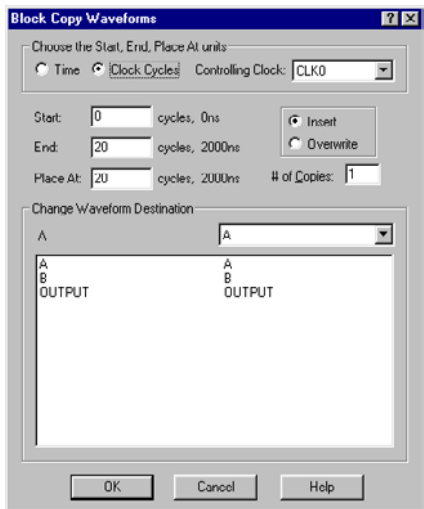 Block Copy Waveforms ? X
Choose the Start, End, Place At units
Time Clock Cycles Controlling Clock: CLK0
Start: 0 cycles, 0ns
Insert
End: 20 cycles, 2000ns
Overwrite
Place At: 20 cycles, 2000ns # of Copies: 1
Change Waveform Destination
A A
A A
B B
OUTPUT OUTPUT
OK Cancel Help